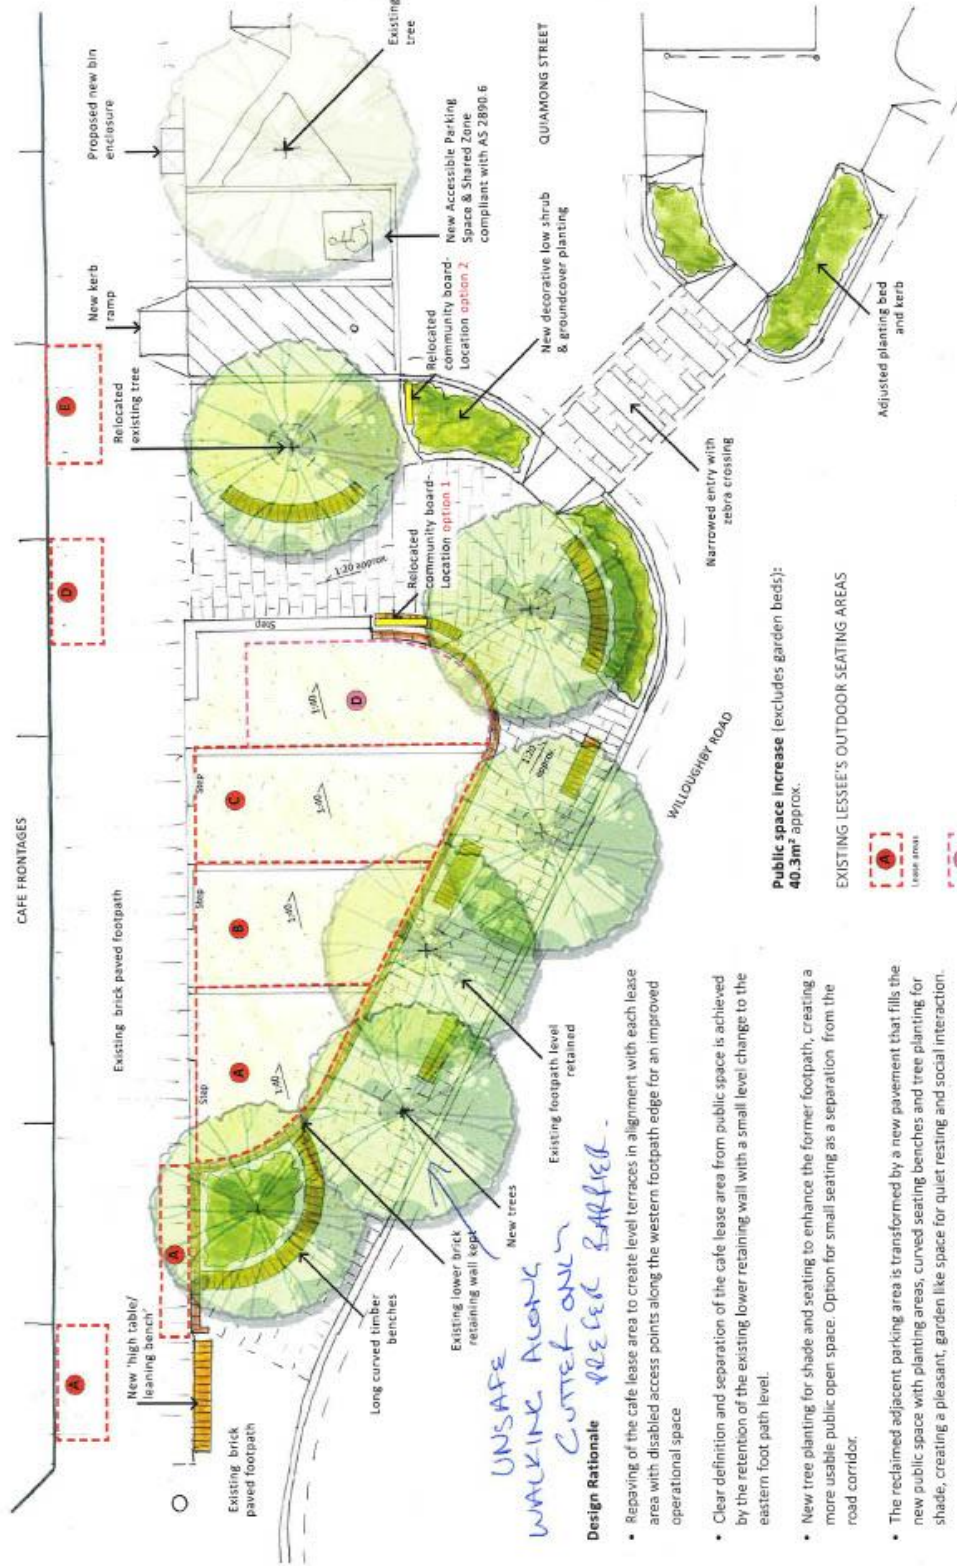 CAFE FRONTAGES
Proposed new bin
enclosure
Existing
tree
New kerb
ramp
E
Relocated
existing tree
D
New Accessible Parking
Space & Shared Zone
compliant with AS 2890.6
QUIAMONG STREET
Relocated
community board-
Location option 2
New decorative low shrub
& groundcover planting
Adjusted planting bed
and kerb
Relocated
community board-
Location option 1
Narrowed entry with
zebra crossing
1:20 approx
Step
D
1:40
C
Step
1:40
B
Step
1:40
A
Step
1:40
1:20
approx
WILLOUGHBY ROAD
Existing brick paved footpath
Existing footpath level
retained
New trees
Existing lower brick
retaining wall kept
Long curved timber
benches
A
A
New 'high table/
leaning bench'
Existing brick
paved footpath
UNSAFE
WALKING ALONG
GUTTER ONLY
PREFER BARRIER.
Design Rationale
• Repaving of the cafe lease area to create level terraces in alignment with each lease
area with disabled access points along the western footpath edge for an improved
operational space
• Clear definition and separation of the cafe lease area from public space is achieved
by the retention of the existing lower retaining wall with a small level change to the
eastern foot path level.
• New tree planting for shade and seating to enhance the former footpath, creating a
more usable public open space. Option for small seating as a separation from the
road corridor.
• The reclaimed adjacent parking area is transformed by a new pavement that fills the
new public space with planting areas, curved seating benches and tree planting for
shade, creating a pleasant, garden like space for quiet resting and social interaction.
Public space increase (excludes garden beds):
40.3m² approx.
EXISTING LESSEE'S OUTDOOR SEATING AREAS
A
Lease areas